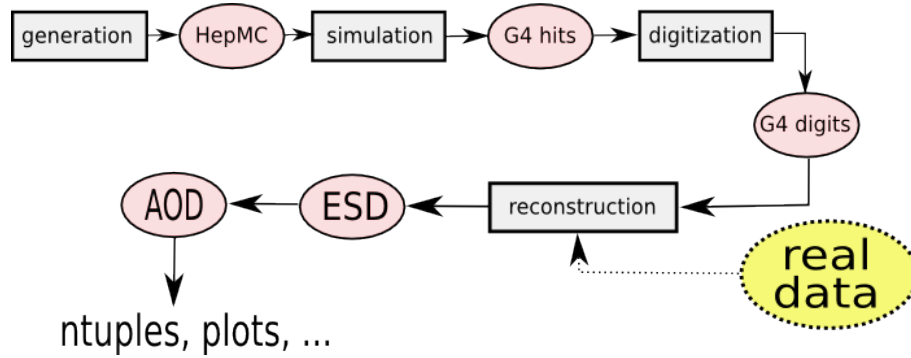 generation
HepMC
simulation
G4 hits
digitization
G4 digits
reconstruction
ESD
AOD
real
data
ntuples, plots, ...